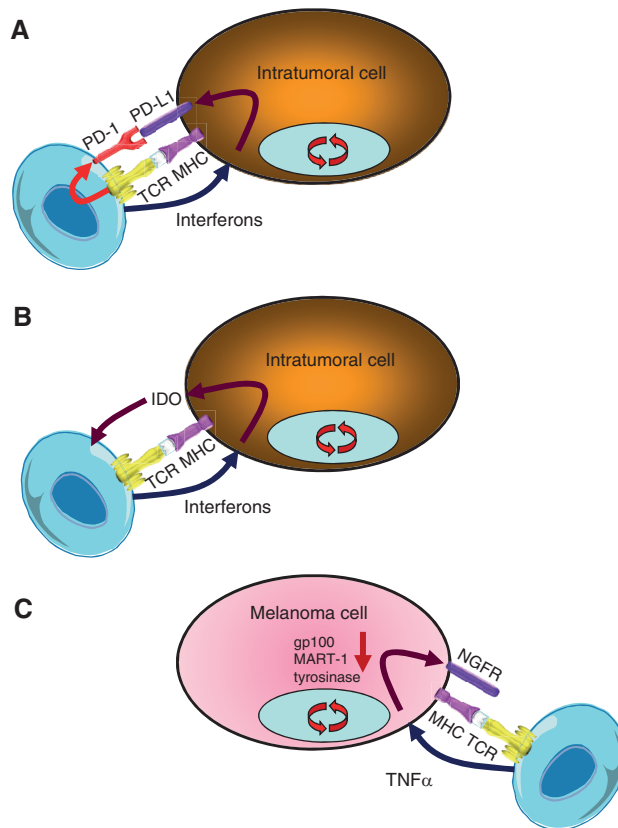 A
Intratumoral cell
PD-L1
PD-1
TCR MHC
Interferons
B
Intratumoral cell
IDO
TCR MHC
Interferons
C
Melanoma cell
gp100
MART-1
tyrosinase
NGFR
MHC TCR
TNFα